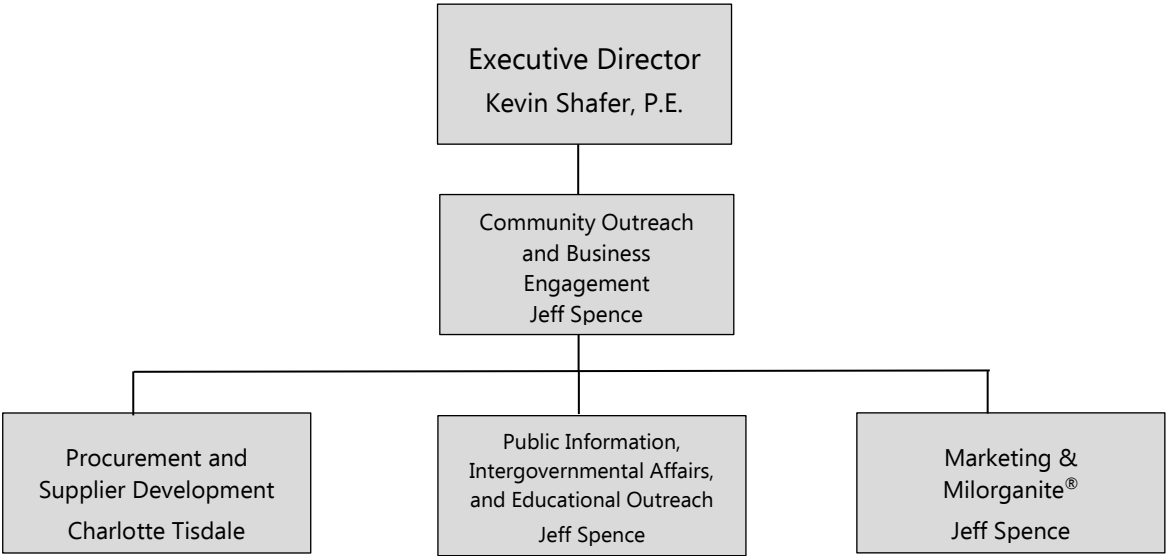 Executive Director
Kevin Shafer, P.E.
Community Outreach
and Business
Engagement
Jeff Spence
Procurement and
Supplier Development
Charlotte Tisdale
Public Information,
Intergovernmental Affairs,
and Educational Outreach
Jeff Spence
Marketing &
Milorganite®
Jeff Spence